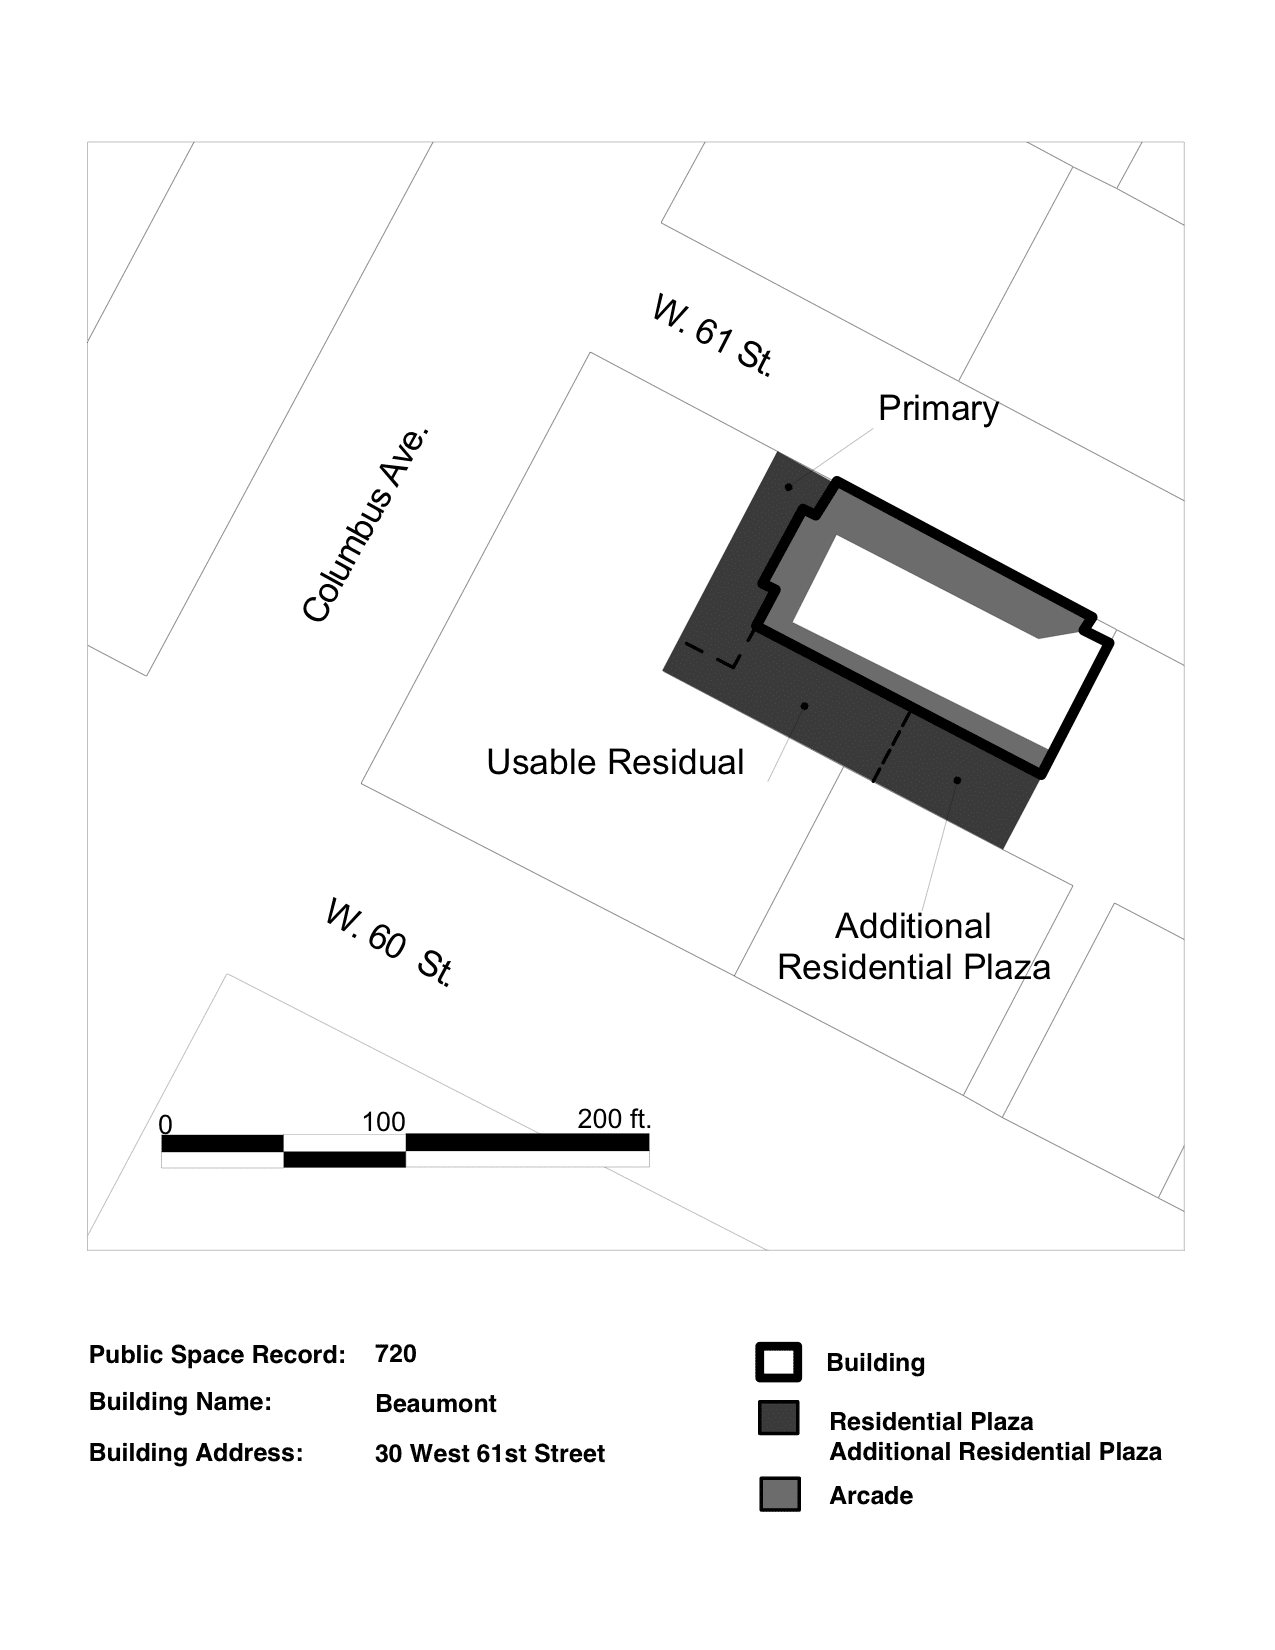 W. 61 St.
Primary
Columbus Ave.
Usable Residual
Additional
Residential Plaza
W. 60 St.
0 100 200 ft.
Public Space Record: 720
Building Name: Beaumont
Building Address: 30 West 61st Street
Building
Residential Plaza
Additional Residential Plaza
Arcade